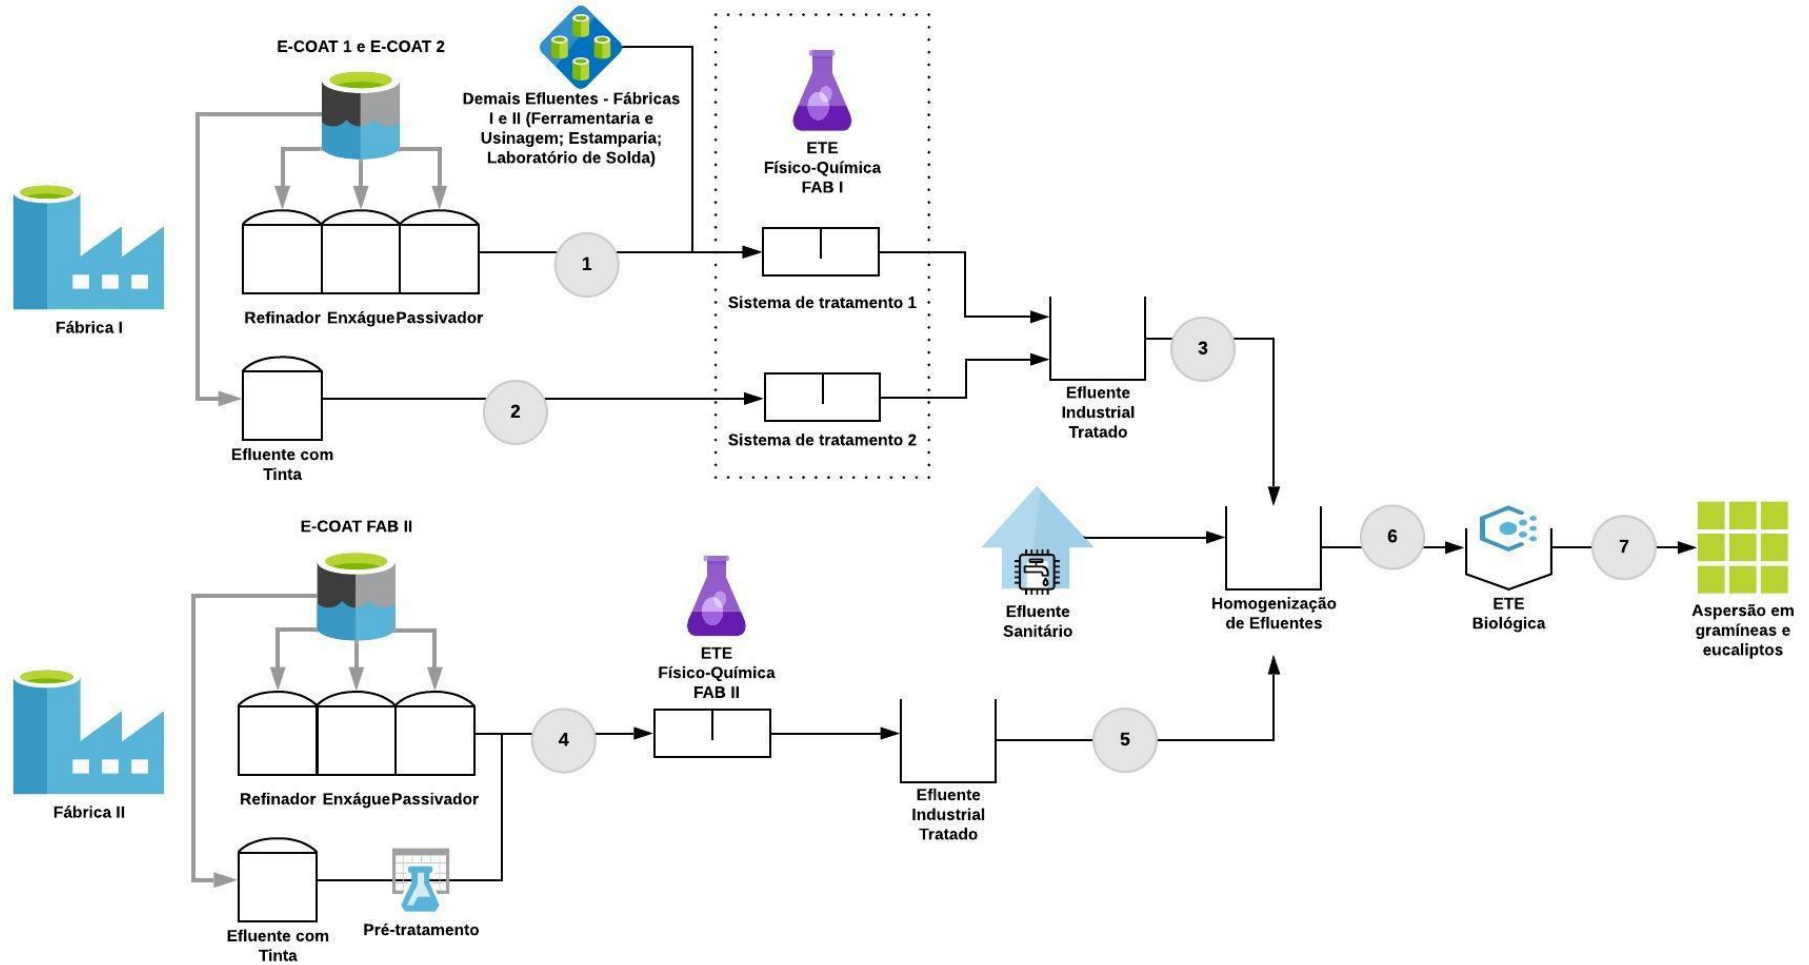 E-COAT 1 e E-COAT 2
Demais Efluentes - Fábricas
I e II (Ferramentaria e
Usinagem; Estamparia;
Laboratório de Solda)
ETE
Físico-Química
FAB I
Fábrica I
Refinador Enxágue Passivador
1
Sistema de tratamento 1
3
Efluente
Industrial
Tratado
2
Sistema de tratamento 2
Efluente com
Tinta
E-COAT FAB II
Efluente
Sanitário
Homogenização
de Efluentes
6
ETE
Biológica
7
Aspersão em
gramíneas e
eucaliptos
ETE
Físico-Química
FAB II
Fábrica II
Refinador Enxágue Passivador
4
Efluente
Industrial
Tratado
5
Efluente com
Tinta
Pré-tratamento